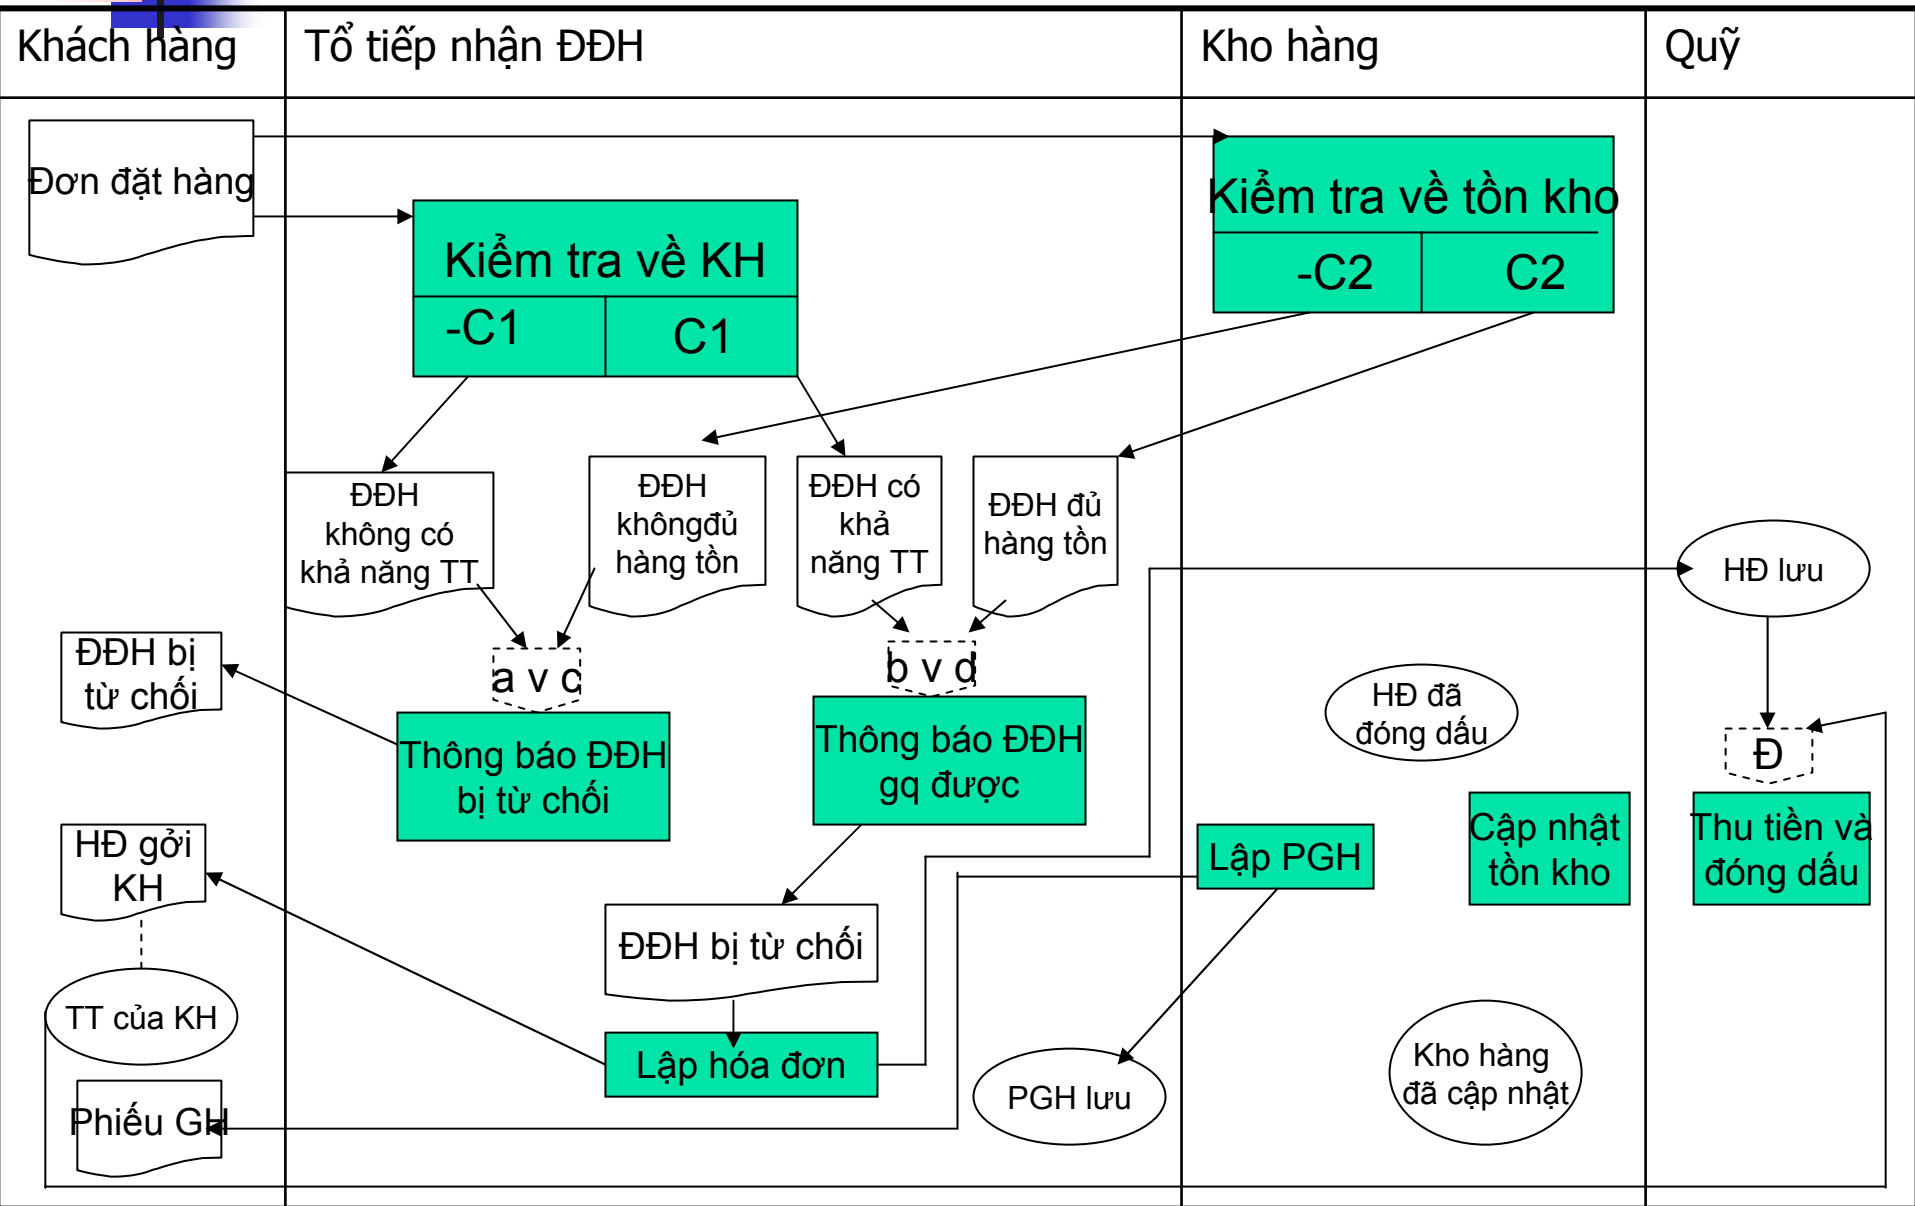 Khách hàng
Tổ tiếp nhận ĐĐH
Kho hàng
Quỹ
Đơn đặt hàng
Kiểm tra về KH
-C1
C1
Kiểm tra về tồn kho
-C2
C2
ĐĐH
không có
khả năng TT
ĐĐH
khôngđủ
hàng tồn
ĐĐH có
khả
năng TT
ĐĐH đủ
hàng tồn
HĐ lưu
ĐĐH bị
từ chối
a v c
b v d
HĐ đã
đóng dấu
Đ
Thông báo ĐĐH
bị từ chối
Thông báo ĐĐH
gq được
HĐ gởi
KH
Lập PGH
Cập nhật
tồn kho
Thu tiền và
đóng dấu
ĐĐH bị từ chối
TT của KH
Lập hóa đơn
PGH lưu
Kho hàng
đã cập nhật
Phiếu GH